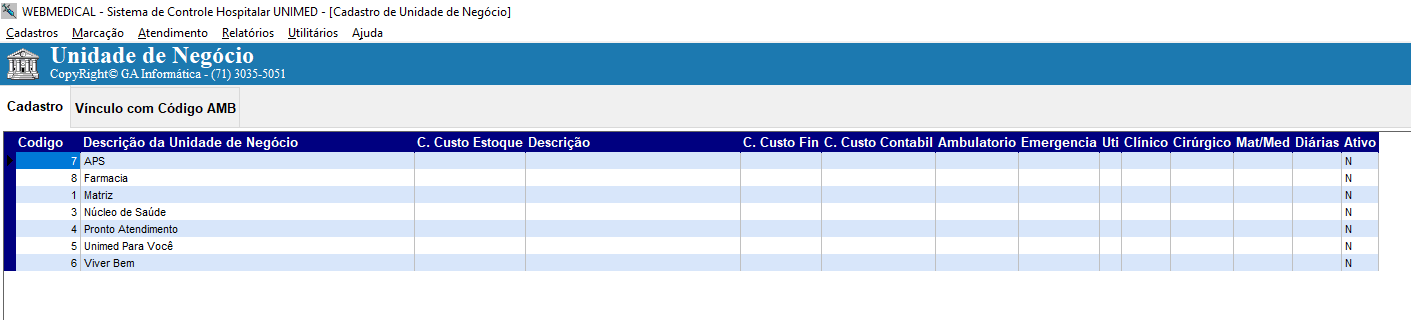 WEBMEDICAL - Sistema de Controle Hospitalar UNIMED - [Cadastro de Unidade de Negócio]
Cadastros Marcação Atendimento Relatórios Utilitários Ajuda
Unidade de Negócio
CopyRight© GA Informática - (71) 3035-5051
Cadastro Vínculo com Código AMB
Codigo Descrição da Unidade de Negócio C. Custo Estoque Descrição C. Custo Fin C. Custo Contabil Ambulatorio Emergencia Uti Clínico Cirúrgico Mat/Med Diárias Ativo
7 APS N
8 Farmacia N
1 Matriz N
3 Núcleo de Saúde N
4 Pronto Atendimento N
5 Unimed Para Você N
6 Viver Bem N